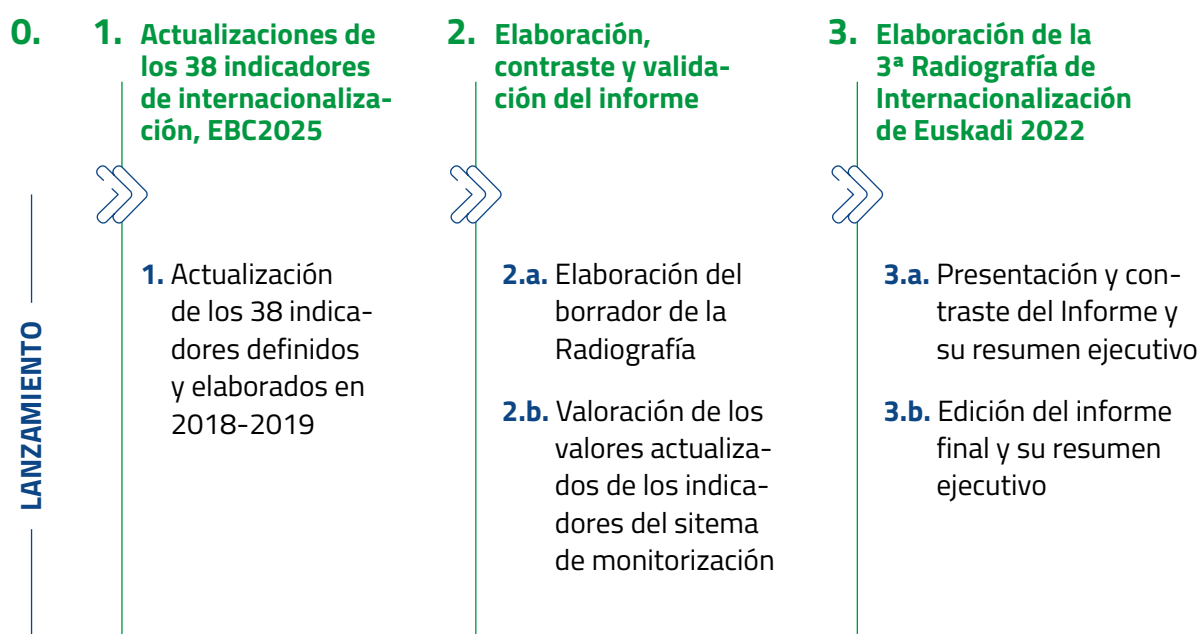 0.
LANZAMIENTO
1. Actualizaciones de
los 38 indicadores
de internacionaliza-
ción, EBC2025
1. Actualización
de los 38 indica-
dores definidos
y elaborados en
2018-2019
2. Elaboración,
contraste y valida-
ción del informe
2.a. Elaboración del
borrador de la
Radiografía
2.b. Valoración de los
valores actualiza-
dos de los indica-
dores del sitema
de monitorización
3. Elaboración de la
3ª Radiografía de
Internacionalización
de Euskadi 2022
3.a. Presentación y con-
traste del Informe y
su resumen ejecutivo
3.b. Edición del informe
final y su resumen
ejecutivo